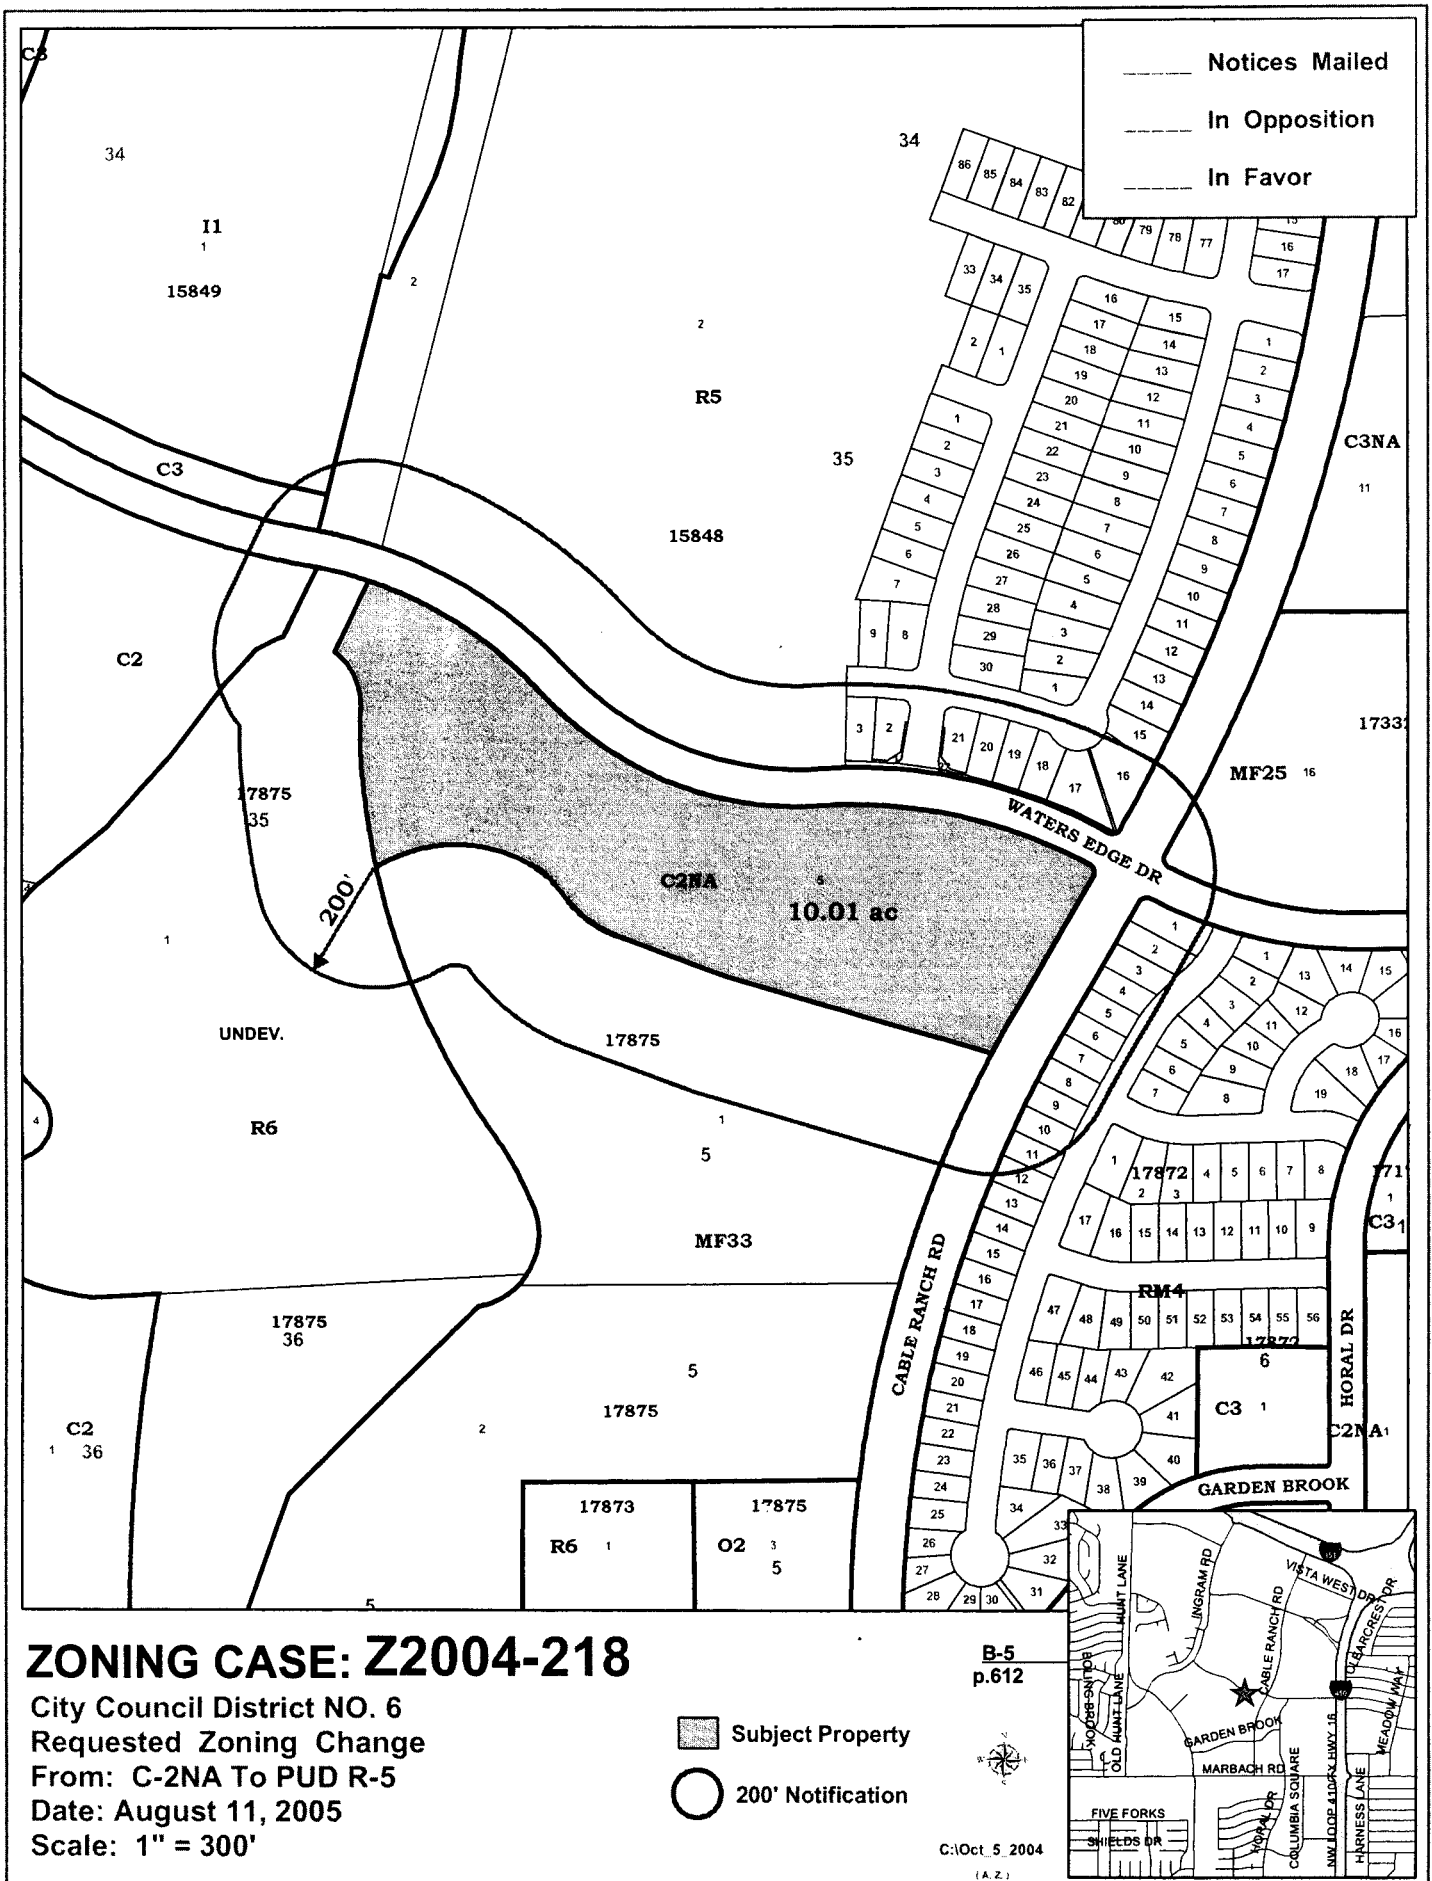 Notices Mailed
In Opposition
In Favor
C3
34
I1
1
15849
2
34
2
R5
35
15848
C3
C2
17875
35
200'
1
UNDEV.
R6
4
C2NA
5
10.01 ac
17875
1
5
MF33
17875
36
5
17875
2
C2
1 36
17873
R6 1
17875
O2 3
5
5
86 85 84 83 82 80 79 78 77
15
16
17
33 34 35
2 1
1
2
3
4
5
6
7
9 8
3 2
16
17
18
19
20
21
22
23
24
25
26
27
28
29
30
15
14
13
12
11
10
9
8
7
6
5
4
3
2
1
1
2
3
4
5
6
7
8
9
10
11
12
13
14
15
21 20 19 18 17 16
C3NA
11
MF25 16
WATERS EDGE DR
CABLE RANCH RD
1
2
3
4
5
6
7
8
9
10
11
12
13
14
15
16
17
18
19
20
21
22
23
24
25
26
27
28 29 30 31
32
33
34
35 36 37 38 39
40
41
42
46 45 44 43
47 48 49 50 51 52 53 54 55 56
RM4
17872
6
C3 1
1
2
3
4
5
6
7
8
9
10
11
12
13 14 15
16
17
18
19
1 2 3 4 5 6 7 8
17872
17 16 15 14 13 12 11 10 9
1
C3
1
HORAL DR
C2NA 1
GARDEN BROOK
ZONING CASE: Z2004-218
City Council District NO. 6
Requested Zoning Change
From: C-2NA To PUD R-5
Date: August 11, 2005
Scale: 1" = 300'
Subject Property
200' Notification
B-5
p.612
C:\Oct_5_2004
(A.Z.)
HUNT LANE
INGRAM RD
VISTA WEST DR
CABLE RANCH RD
BOLING BROOK
OLD HUNT LANE
GARDEN BROOK
MEADOW WAY
MARBACH RD
FIVE FORKS
SHIELDS DR
HORAL DR
COLUMBIA SQUARE
HARNESS LANE